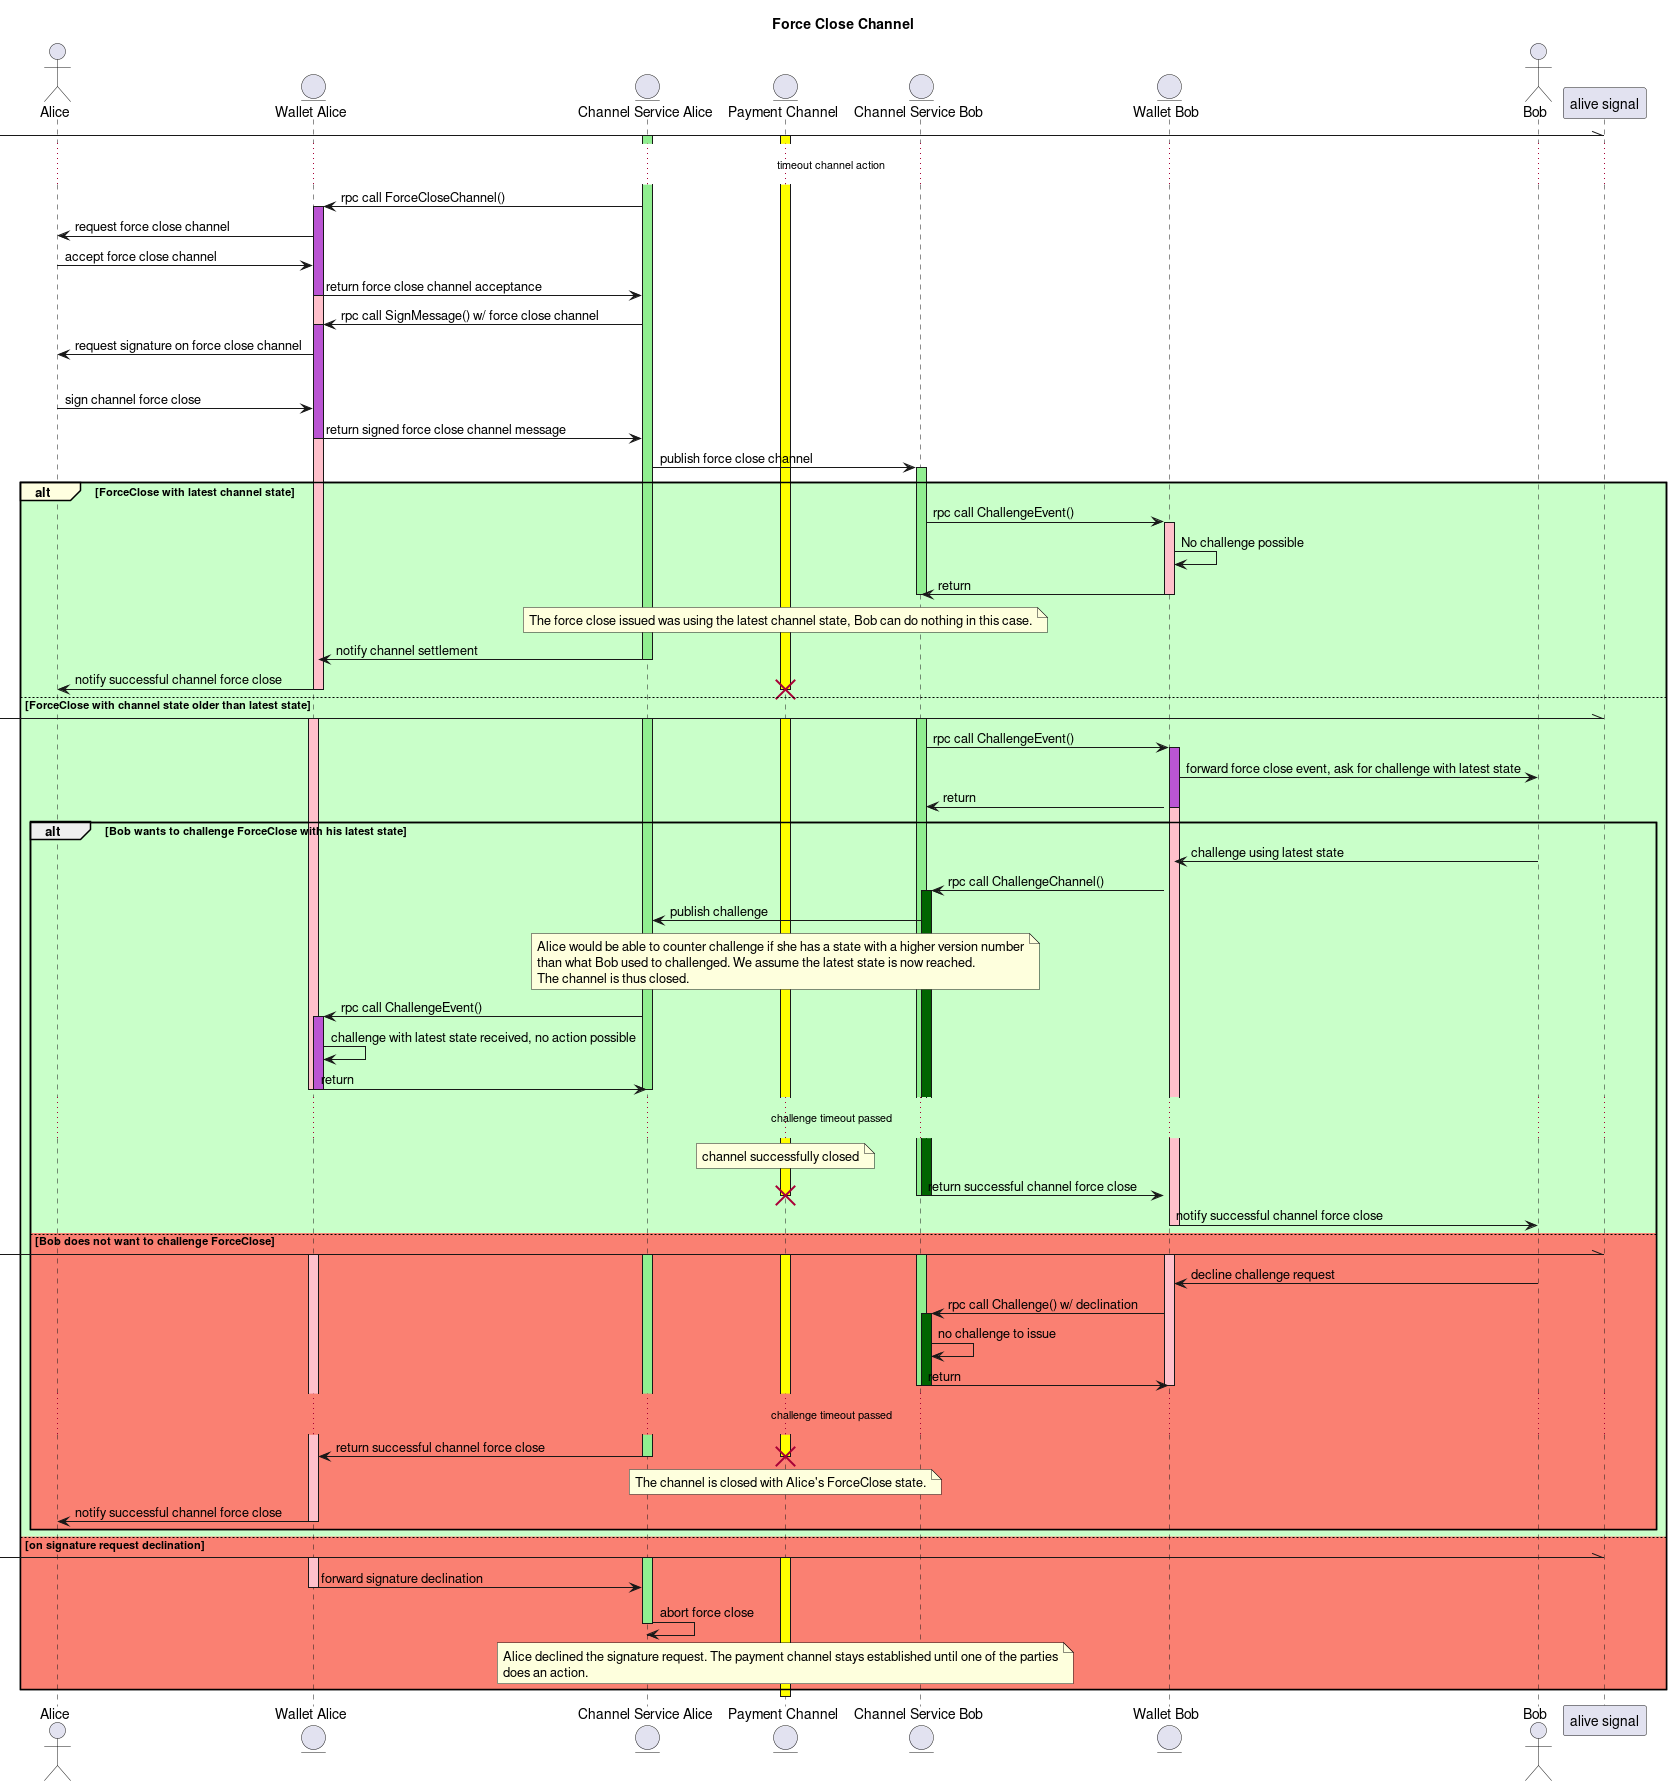 Force Close Channel
Alice
Wallet Alice
Channel Service Alice
Payment Channel
Channel Service Bob
Wallet Bob
Bob
alive signal
timeout channel action
rpc call ForceCloseChannel()
request force close channel
accept force close channel
return force close channel acceptance
rpc call SignMessage() w/ force close channel
request signature on force close channel
sign channel force close
return signed force close channel message
publish force close channel
alt
[ForceClose with latest channel state]
rpc call ChallengeEvent()
No challenge possible
return
The force close issued was using the latest channel state, Bob can do nothing in this case.
notify channel settlement
notify successful channel force close
[ForceClose with channel state older than latest state]
rpc call ChallengeEvent()
forward force close event, ask for challenge with latest state
return
alt
[Bob wants to challenge ForceClose with his latest state]
challenge using latest state
rpc call ChallengeChannel()
publish challenge
Alice would be able to counter challenge if she has a state with a higher version number
than what Bob used to challenged. We assume the latest state is now reached.
The channel is thus closed.
rpc call ChallengeEvent()
challenge with latest state received, no action possible
return
challenge timeout passed
channel successfully closed
return successful channel force close
notify successful channel force close
[Bob does not want to challenge ForceClose]
decline challenge request
rpc call Challenge() w/ declination
no challenge to issue
return
challenge timeout passed
return successful channel force close
The channel is closed with Alice's ForceClose state.
notify successful channel force close
[on signature request declination]
forward signature declination
abort force close
Alice declined the signature request. The payment channel stays established until one of the parties
does an action.
Alice
Wallet Alice
Channel Service Alice
Payment Channel
Channel Service Bob
Wallet Bob
Bob
alive signal